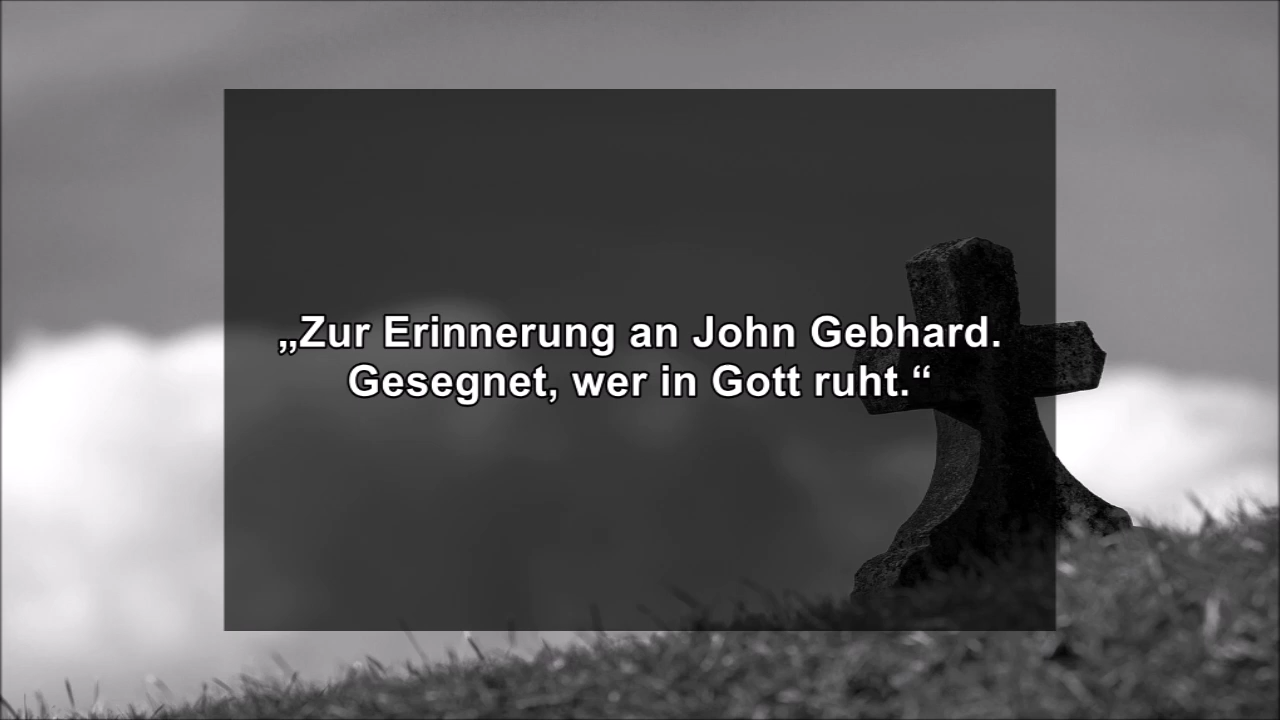 „Zur Erinnerung an John Gebhard.
Gesegnet, wer in Gott ruht.“